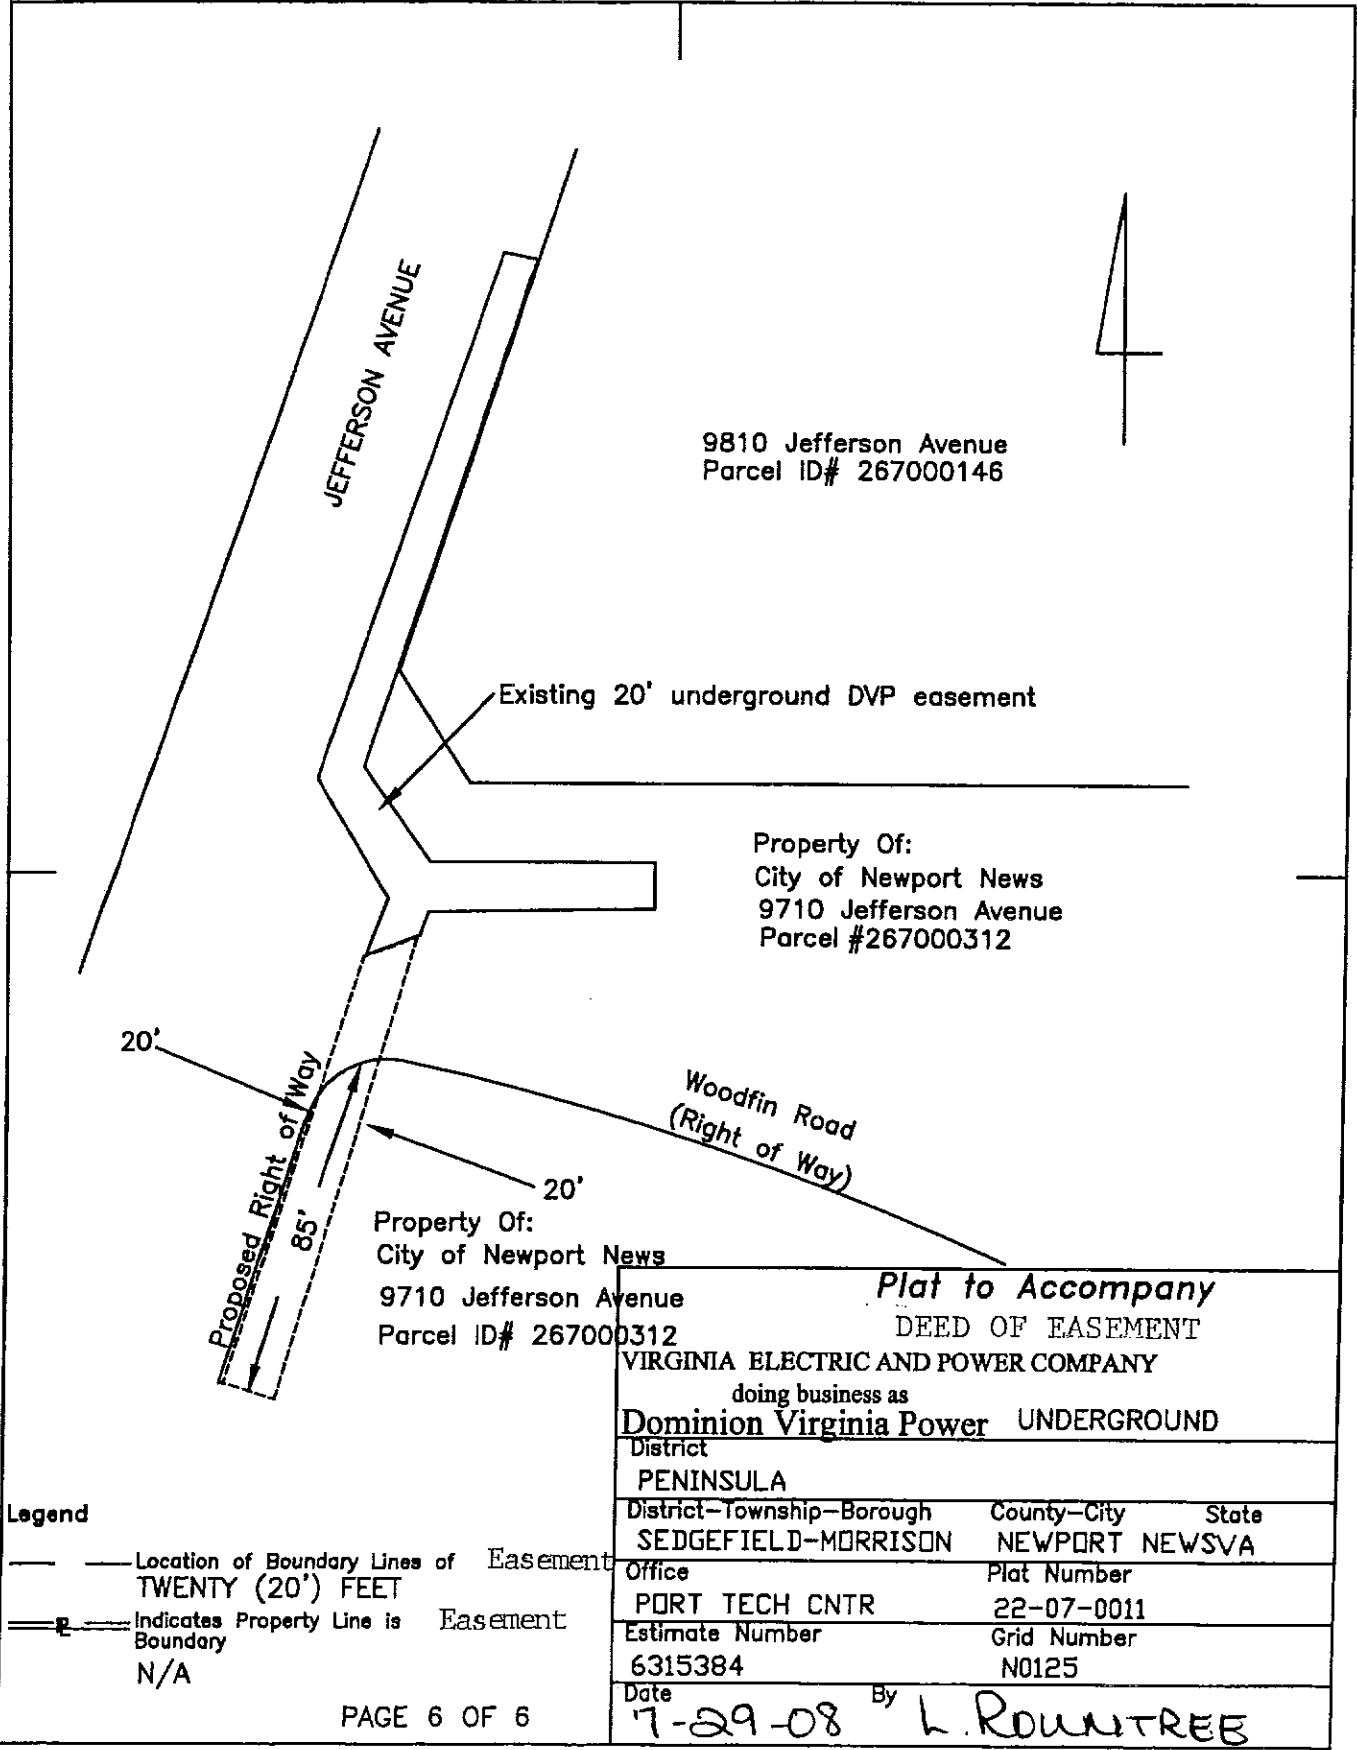 JEFFERSON AVENUE
9810 Jefferson Avenue
Parcel ID# 267000146
Existing 20' underground DVP easement
Property Of:
City of Newport News
9710 Jefferson Avenue
Parcel #267000312
20'
Proposed Right of Way
85'
20'
Woodfin Road
(Right of Way)
Property Of:
City of Newport News
9710 Jefferson Avenue
Parcel ID# 267000312
Plat to Accompany
DEED OF EASEMENT
VIRGINIA ELECTRIC AND POWER COMPANY
doing business as
Dominion Virginia Power UNDERGROUND
District
PENINSULA
District-Township-Borough County-City State
SEDGEFIELD-MORRISON NEWPORT NEWSVA
Office Plat Number
PORT TECH CNTR 22-07-0011
Estimate Number Grid Number
6315384 N0125
Date By
7-29-08 L. ROUNTREE
Legend
Location of Boundary Lines of Easement
TWENTY (20') FEET
PL Indicates Property Line is Easement
Boundary
N/A
PAGE 6 OF 6